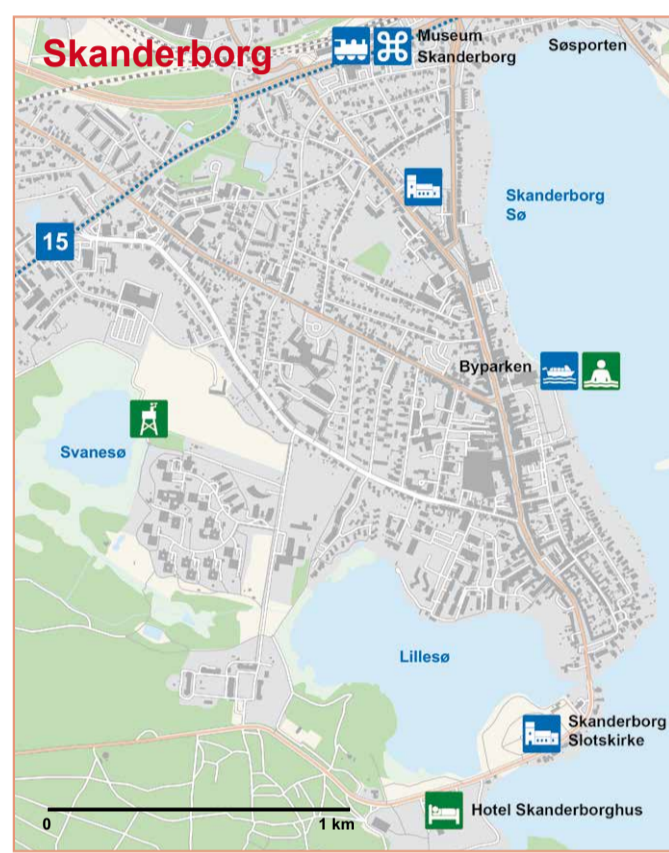 Skanderborg
Museum
Skanderborg
Søsporten
Skanderborg
Sø
15
Byparken
Svanesø
Lillesø
Skanderborg
Slotskirke
Hotel Skanderborghus
0
1 km